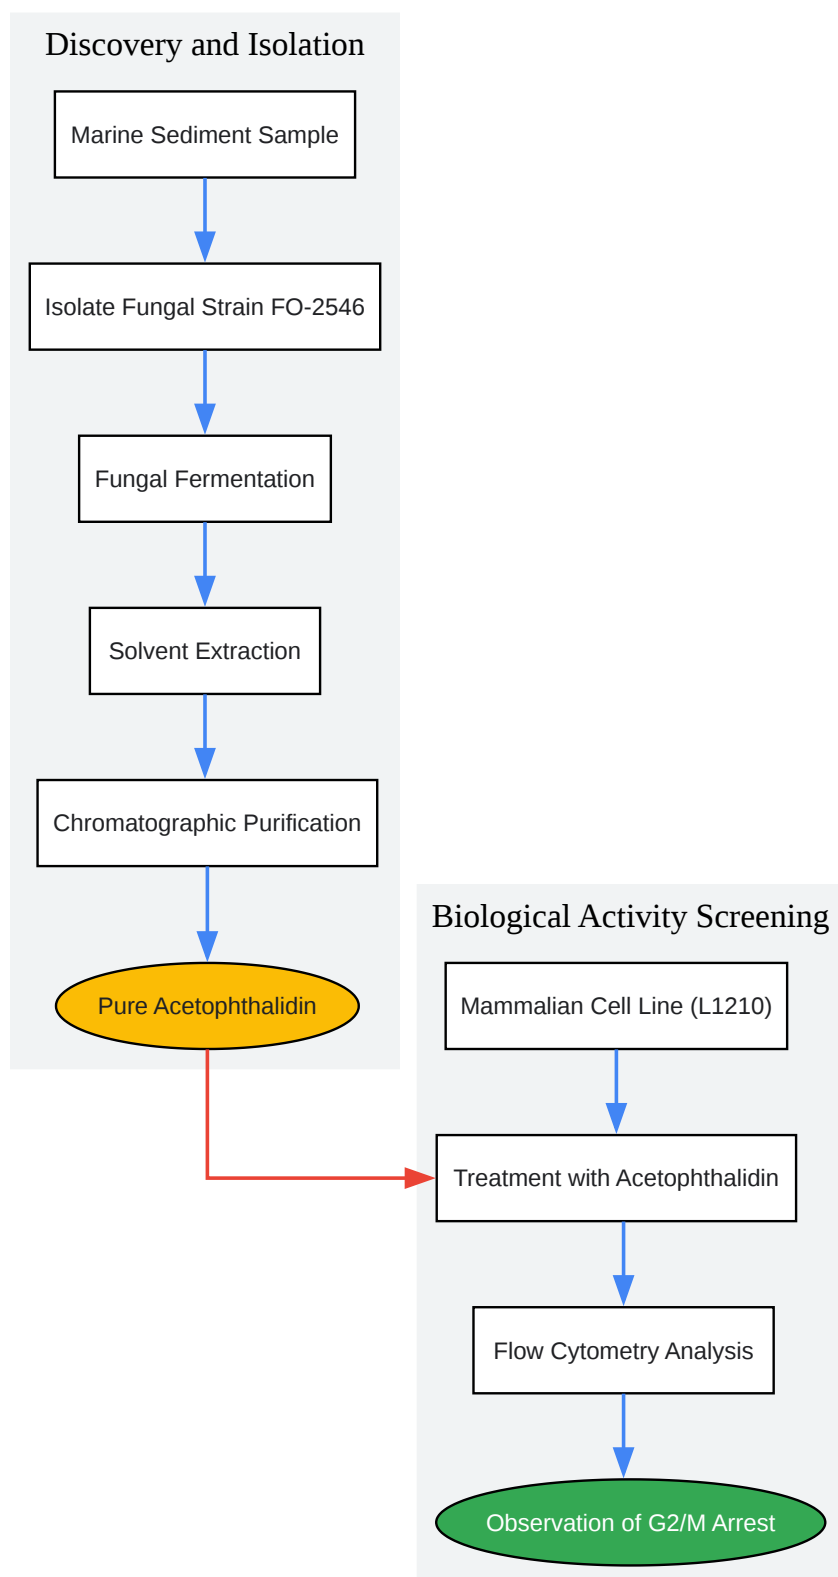 Discovery and Isolation
Marine Sediment Sample
Isolate Fungal Strain FO-2546
Fungal Fermentation
Solvent Extraction
Chromatographic Purification
Pure Acetophthalidin
Biological Activity Screening
Mammalian Cell Line (L1210)
Treatment with Acetophthalidin
Flow Cytometry Analysis
Observation of G2/M Arrest